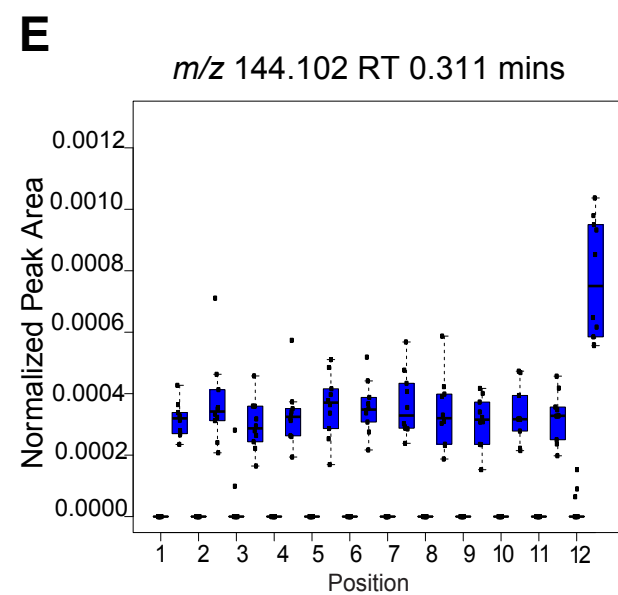 E
m/z 144.102 RT 0.311 mins
Normalized Peak Area
0.0012
0.0010
0.0008
0.0006
0.0004
0.0002
0.0000
1 2 3 4 5 6 7 8 9 10 11 12
Position